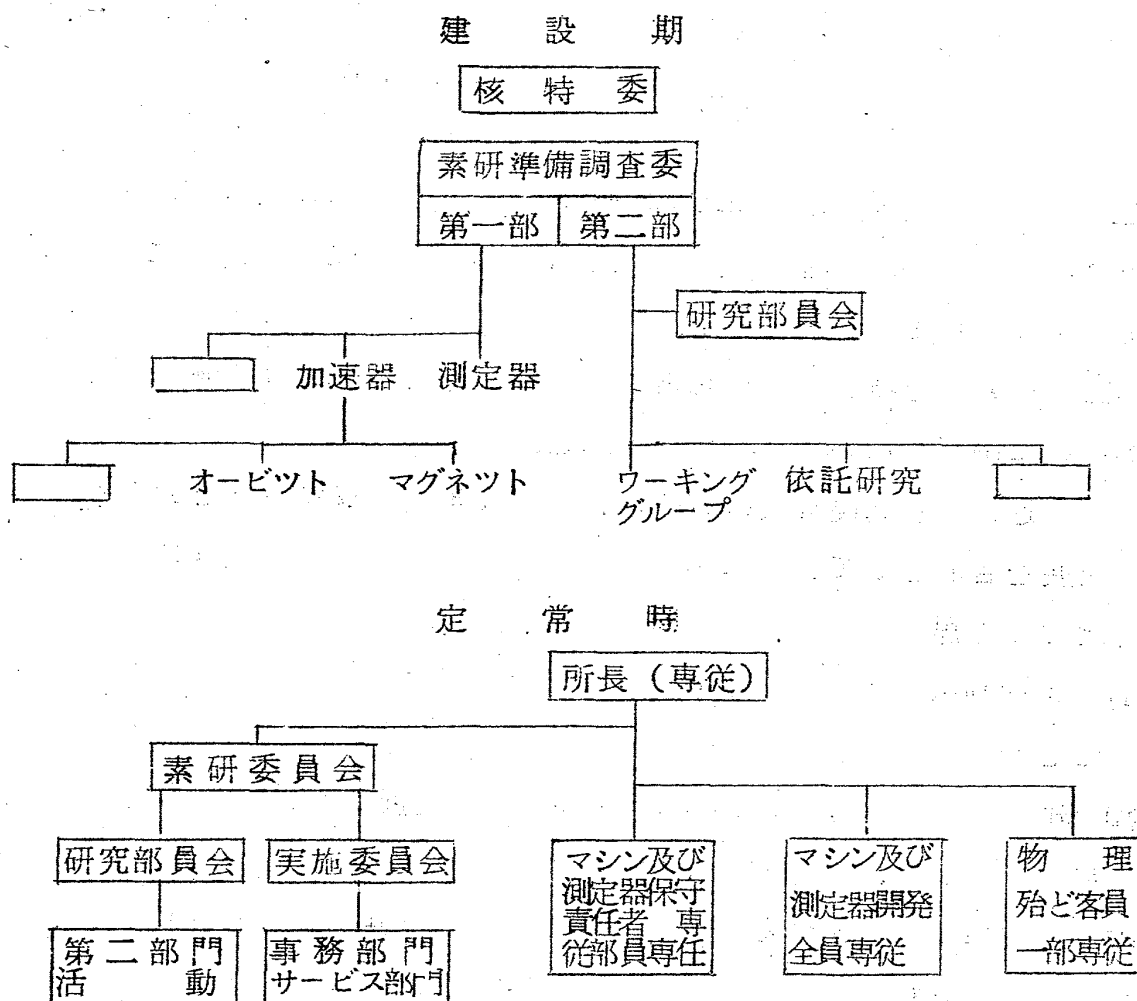 建設期
核特委
素研準備調査委
第一部 第二部
研究部員会
加速器 測定器
オービツト マグネツト ワーキング 依託研究
グループ
定常時
所長（専従）
素研委員会
研究部員会 実施委員会
マシン及び
測定器保守
責任者 専
従部員専任
マシン及び
測定器開発
全員専従
物理
殆ど客員
一部専従
第二部門
活動
事務部門
サービス部門